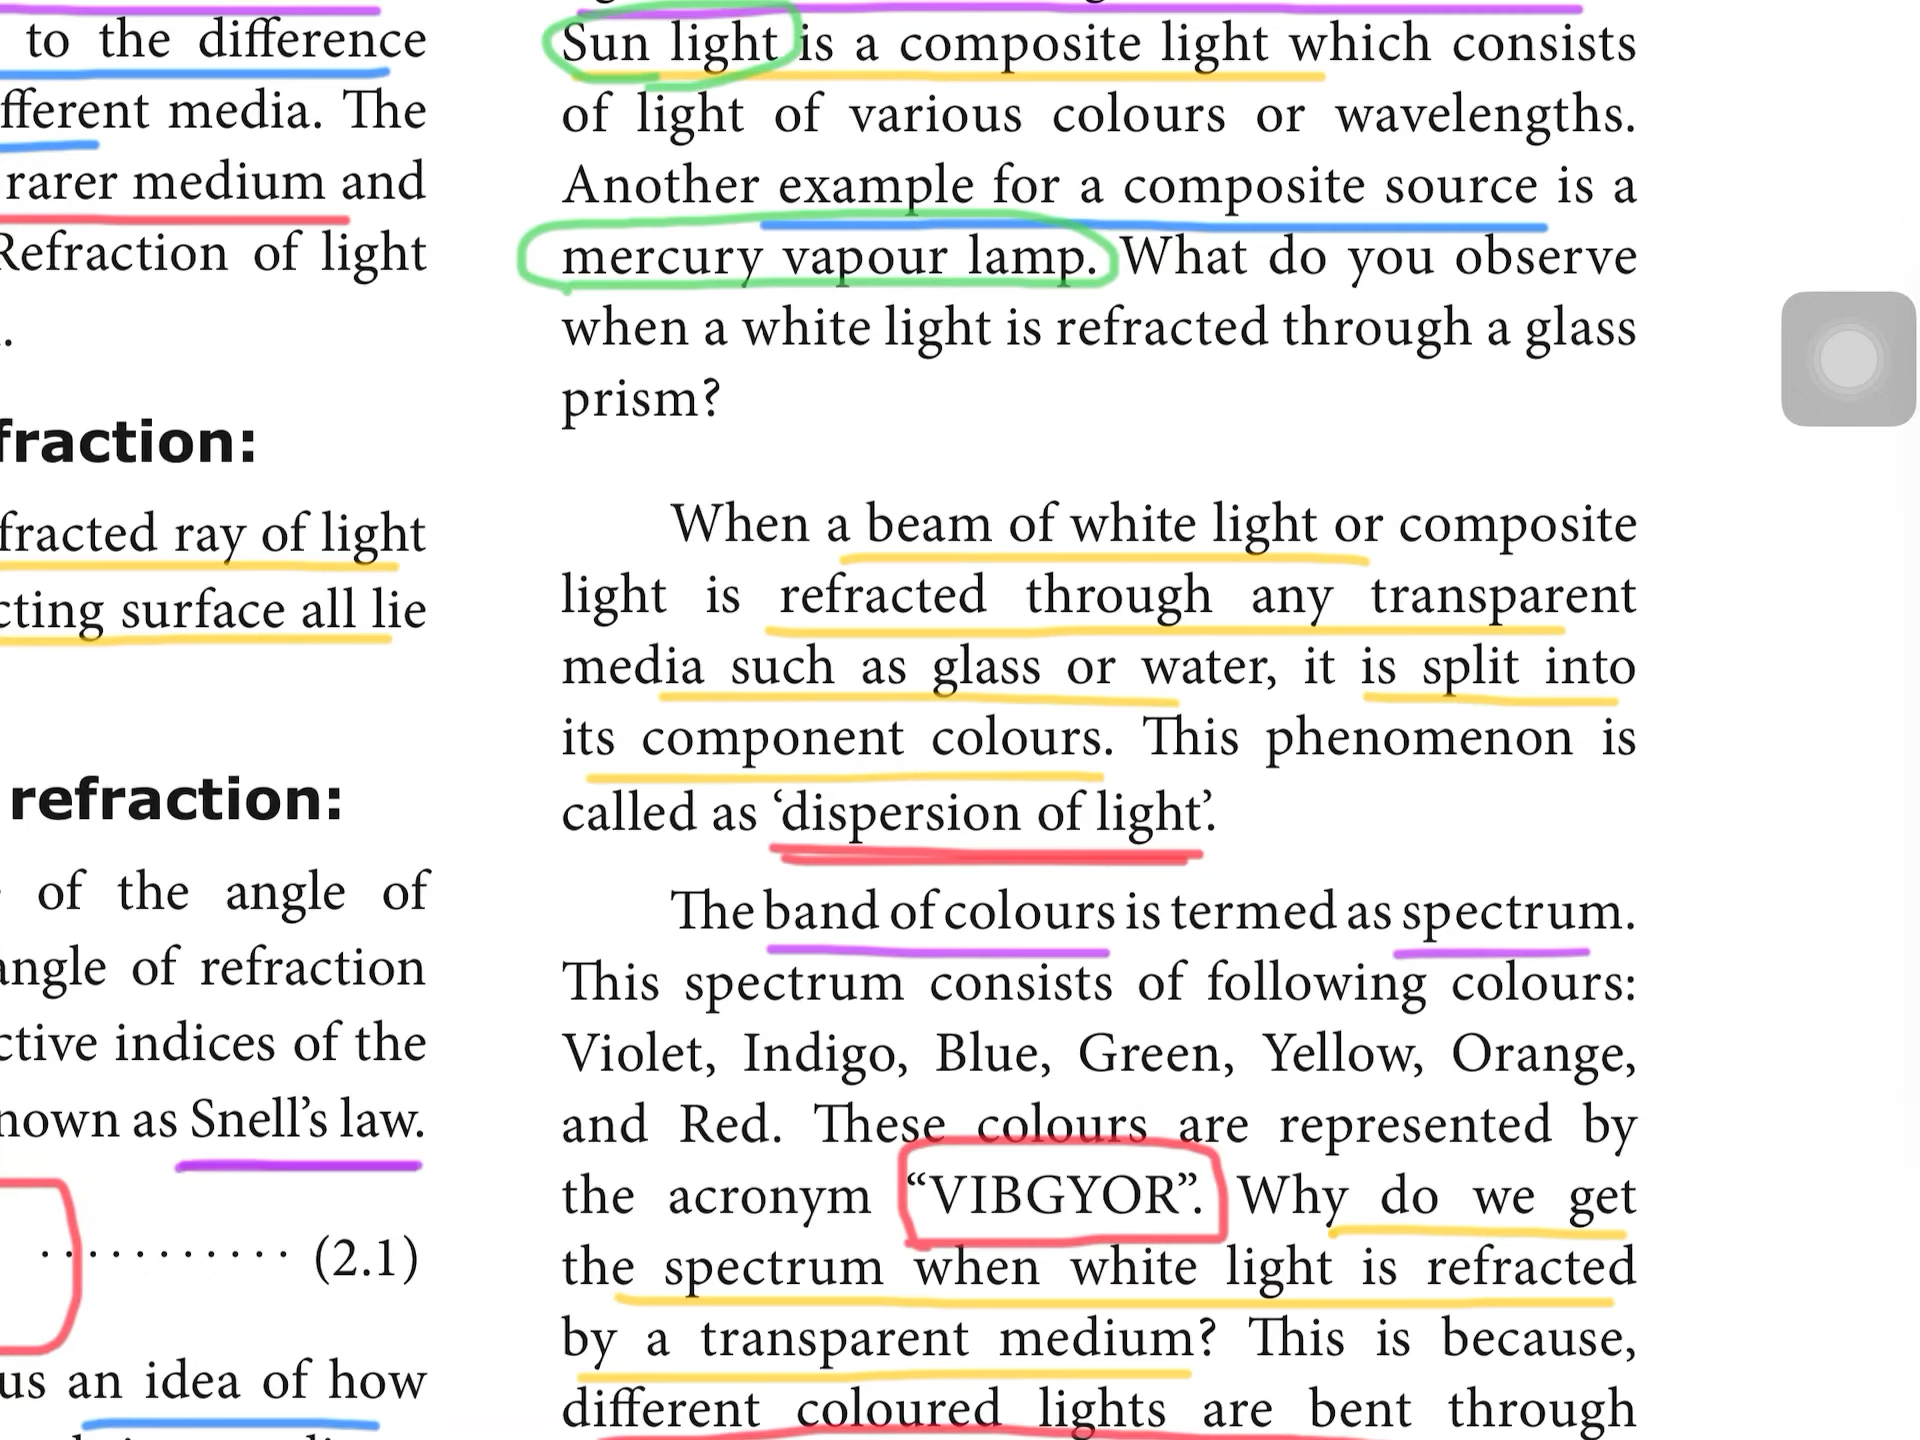 to the difference
fferent media. The
rarer medium and
Refraction of light
.
fraction:
fracted ray of light
cting surface all lie
refraction:
of the angle of
angle of refraction
ctive indices of the
nown as Snell’s law.
··········· (2.1)
us an idea of how
Sun light is a composite light which consists
of light of various colours or wavelengths.
Another example for a composite source is a
mercury vapour lamp. What do you observe
when a white light is refracted through a glass
prism?
When a beam of white light or composite
light is refracted through any transparent
media such as glass or water, it is split into
its component colours. This phenomenon is
called as ‘dispersion of light’.
The band of colours is termed as spectrum.
This spectrum consists of following colours:
Violet, Indigo, Blue, Green, Yellow, Orange,
and Red. These colours are represented by
the acronym “VIBGYOR”. Why do we get
the spectrum when white light is refracted
by a transparent medium? This is because,
different coloured lights are bent through